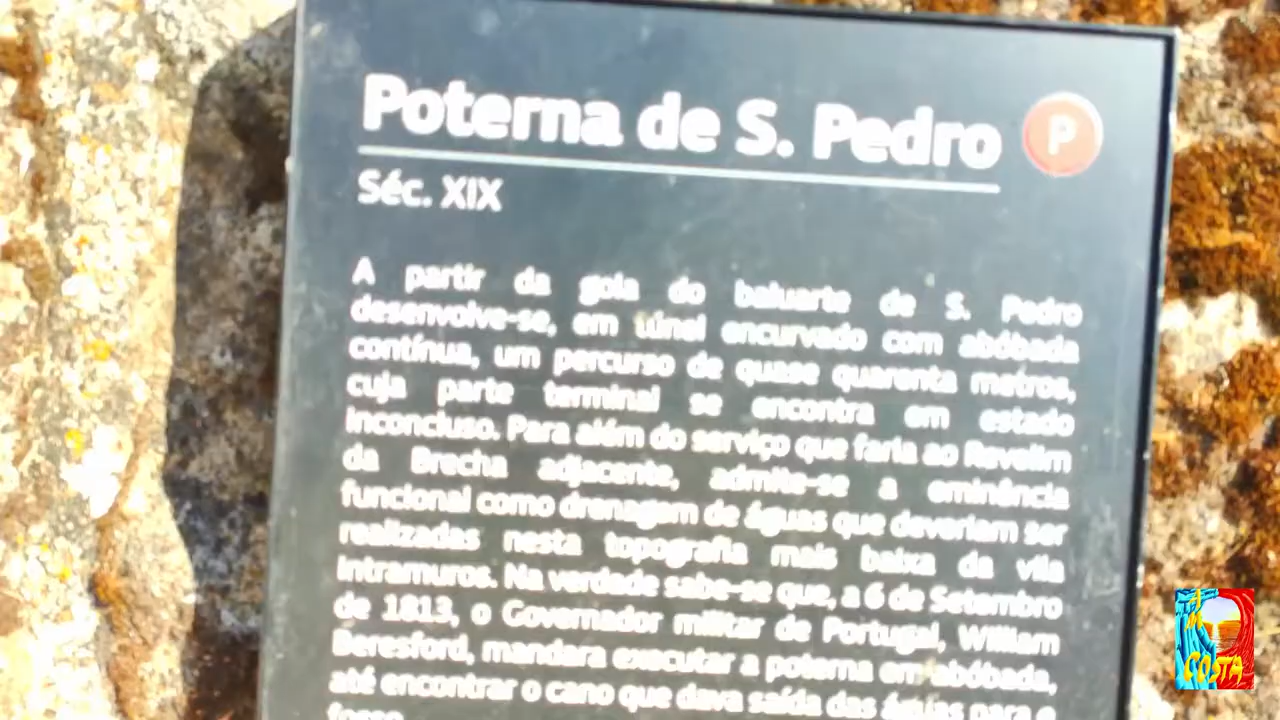 Poterna de S. Pedro P
Séc. XIX
A partir da gola do baluarte de S. Pedro
desenvolve-se, em túnel encurvado com abóbada
contínua, um percurso de quase quarenta metros,
cuja parte terminal se encontra em estado
inconcluso. Para além do serviço que faria ao Revelim
da Brecha adjacente, admite-se a eminência
funcional como drenagem de águas que deveriam ser
realizadas nesta topografia mais baixa da vila
intramuros. Na verdade sabe-se que, a 6 de Setembro
de 1813, o Governador militar de Portugal, William
Beresford, mandara executar a poterna em abóbada,
até encontrar o cano que dava saída das águas para o
fosso
A
COSTA